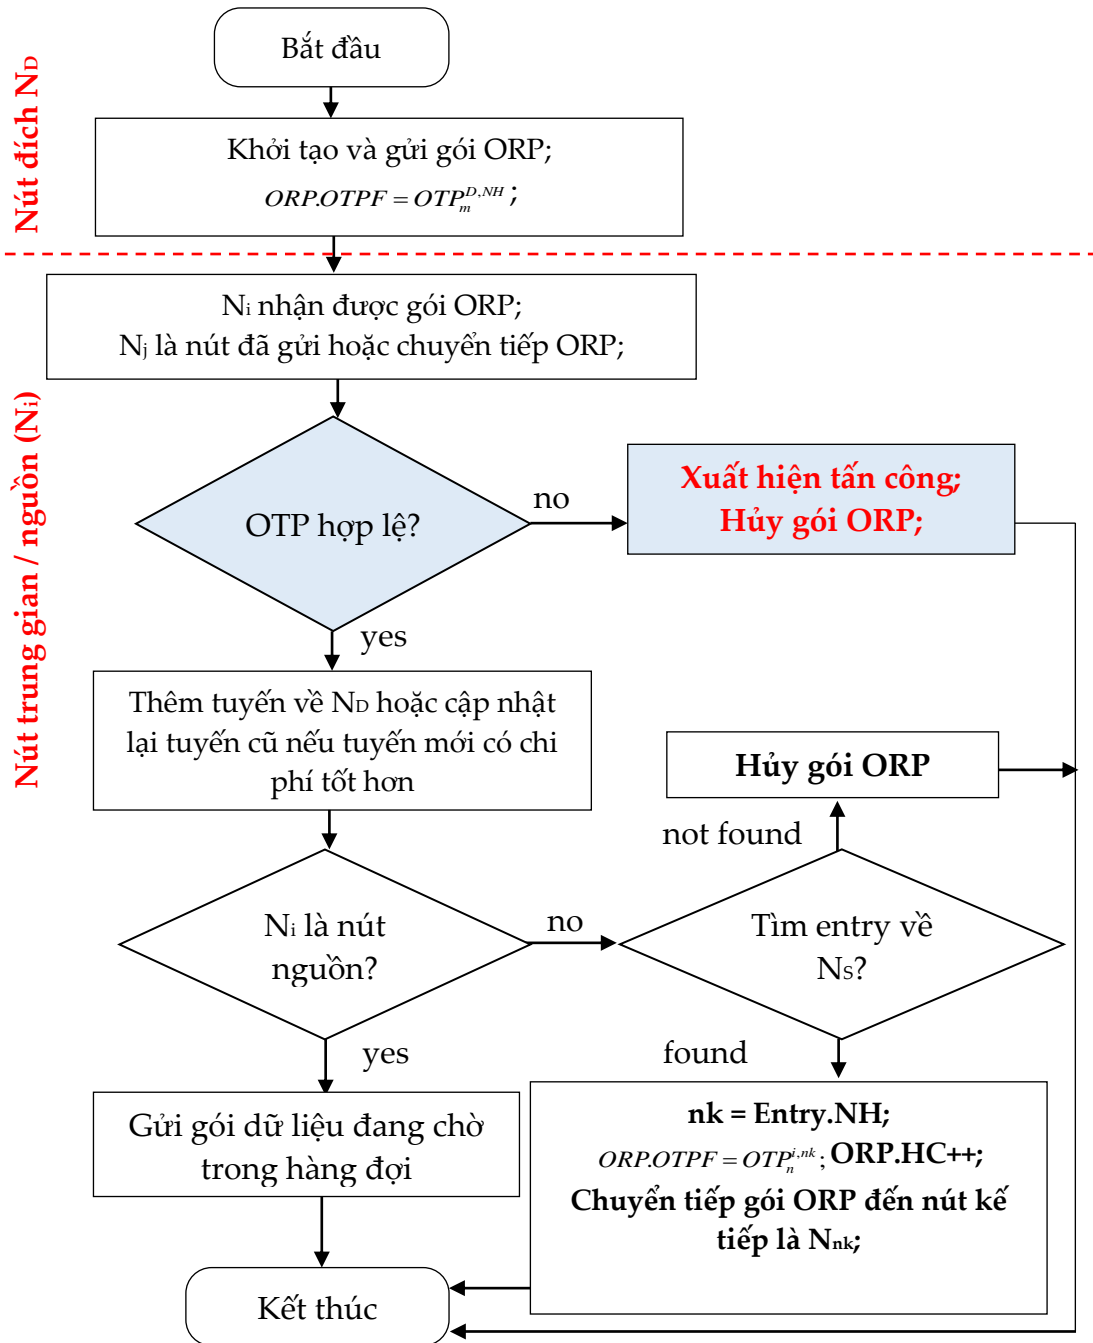 Nút đích ND
Bắt đầu
Khởi tạo và gửi gói ORP;
ORP.OTPF = OTP_m^{D,NH} ;
Nút trung gian / nguồn (Ni)
Ni nhận được gói ORP;
Nj là nút đã gửi hoặc chuyển tiếp ORP;
OTP hợp lệ?
no
Xuất hiện tấn công;
Hủy gói ORP;
yes
Thêm tuyến về ND hoặc cập nhật
lại tuyến cũ nếu tuyến mới có chi
phí tốt hơn
Hủy gói ORP
not found
Ni là nút
nguồn?
no
Tìm entry về
NS?
yes
found
Gửi gói dữ liệu đang chờ
trong hàng đợi
nk = Entry.NH;
ORP.OTPF = OTP_n^{i,nk}; ORP.HC++;
Chuyển tiếp gói ORP đến nút kế
tiếp là Nnk;
Kết thúc